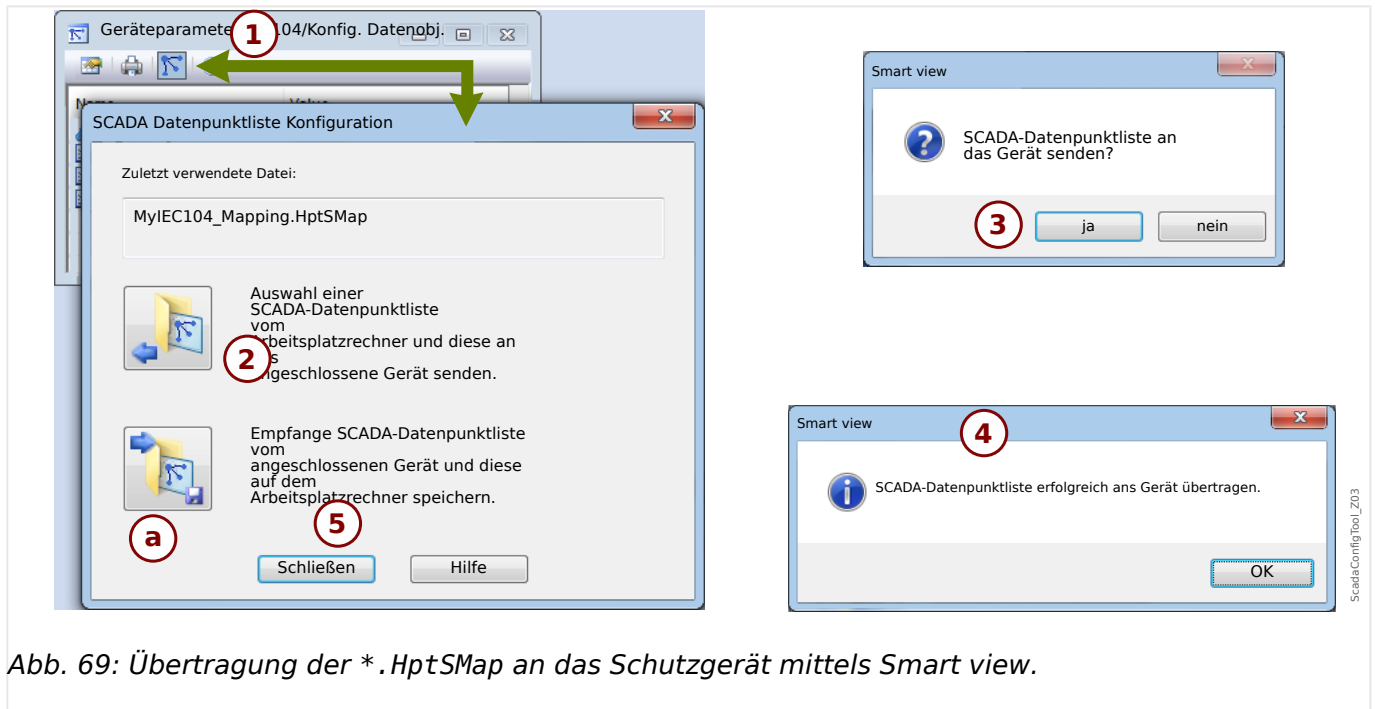 Geräteparamete 104/Konfig. Datenobj.
1
Value
SCADA Datenpunktliste Konfiguration
Zuletzt verwendete Datei:
MyIEC104_Mapping.HptSMap
Auswahl einer
SCADA-Datenpunktliste
vom
Arbeitsplatzrechner und diese an
2
angeschlossene Gerät senden.
Empfange SCADA-Datenpunktliste
vom
angeschlossenen Gerät und diese
auf dem
Arbeitsplatzrechner speichern.
a
5
Schließen
Hilfe
Smart view
SCADA-Datenpunktliste an
das Gerät senden?
3
ja
nein
Smart view
4
SCADA-Datenpunktliste erfolgreich ans Gerät übertragen.
OK
ScadaConfigTool_Z03
Abb. 69: Übertragung der *.HptSMap an das Schutzgerät mittels Smart view.